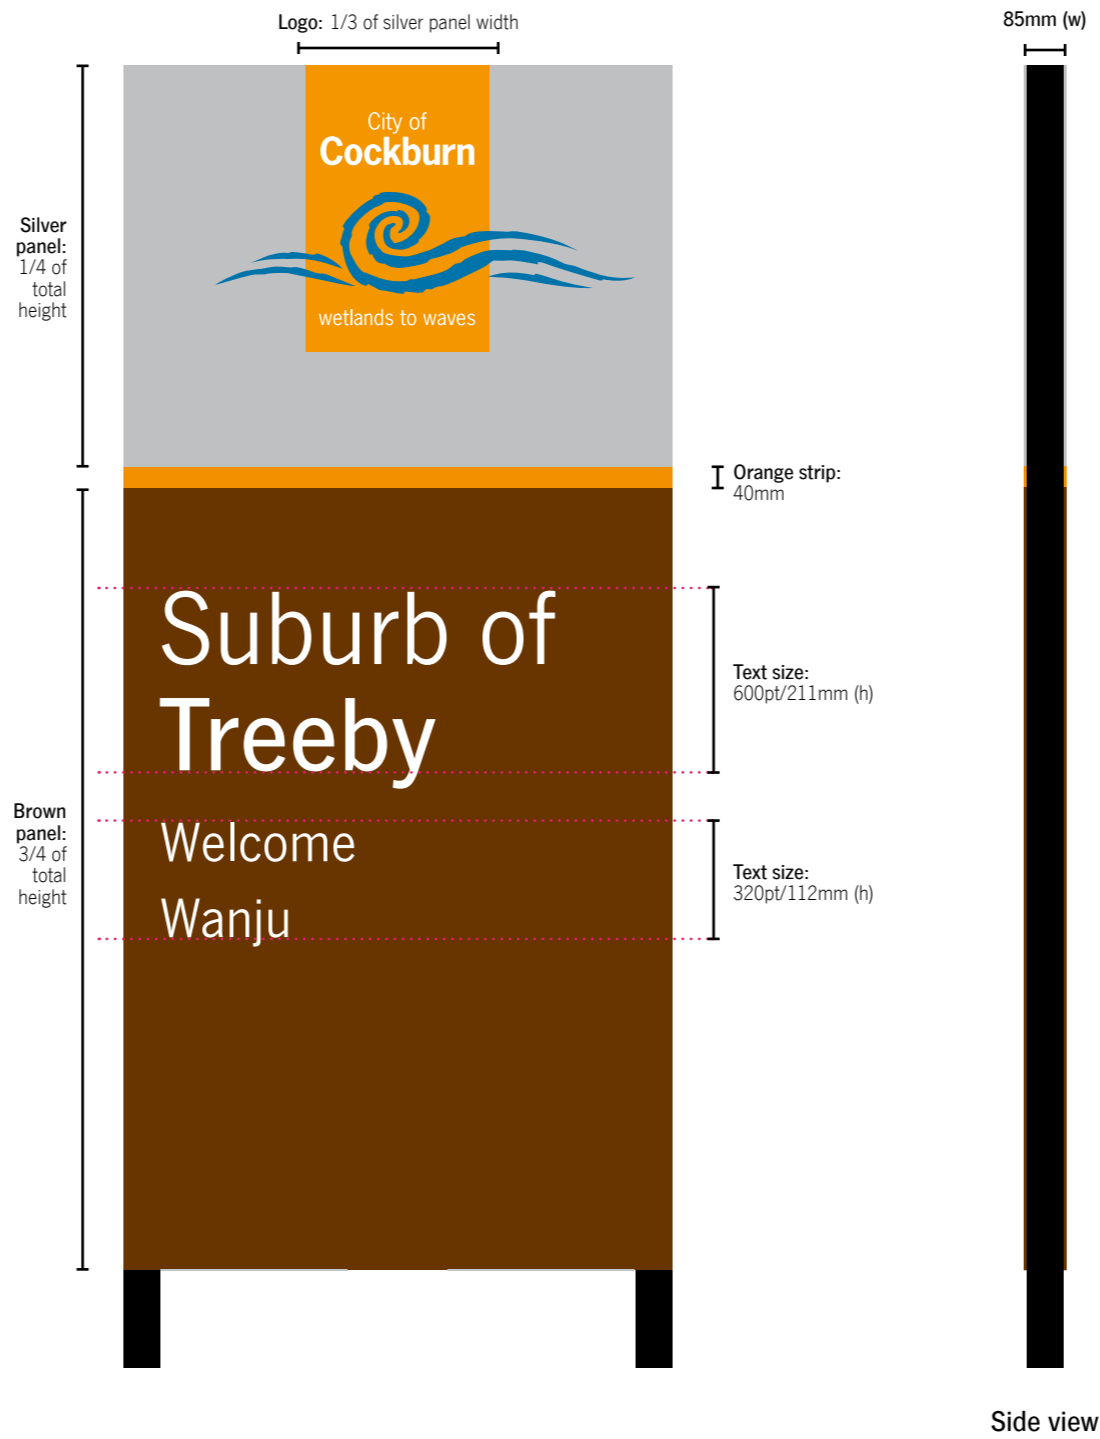 Logo: 1/3 of silver panel width
85mm (w)
City of
Cockburn
wetlands to waves
Silver
panel:
1/4 of
total
height
Orange strip:
40mm
Suburb of
Treeby
Text size:
600pt/211mm (h)
Brown
panel:
3/4 of
total
height
Welcome
Wanju
Text size:
320pt/112mm (h)
Side view